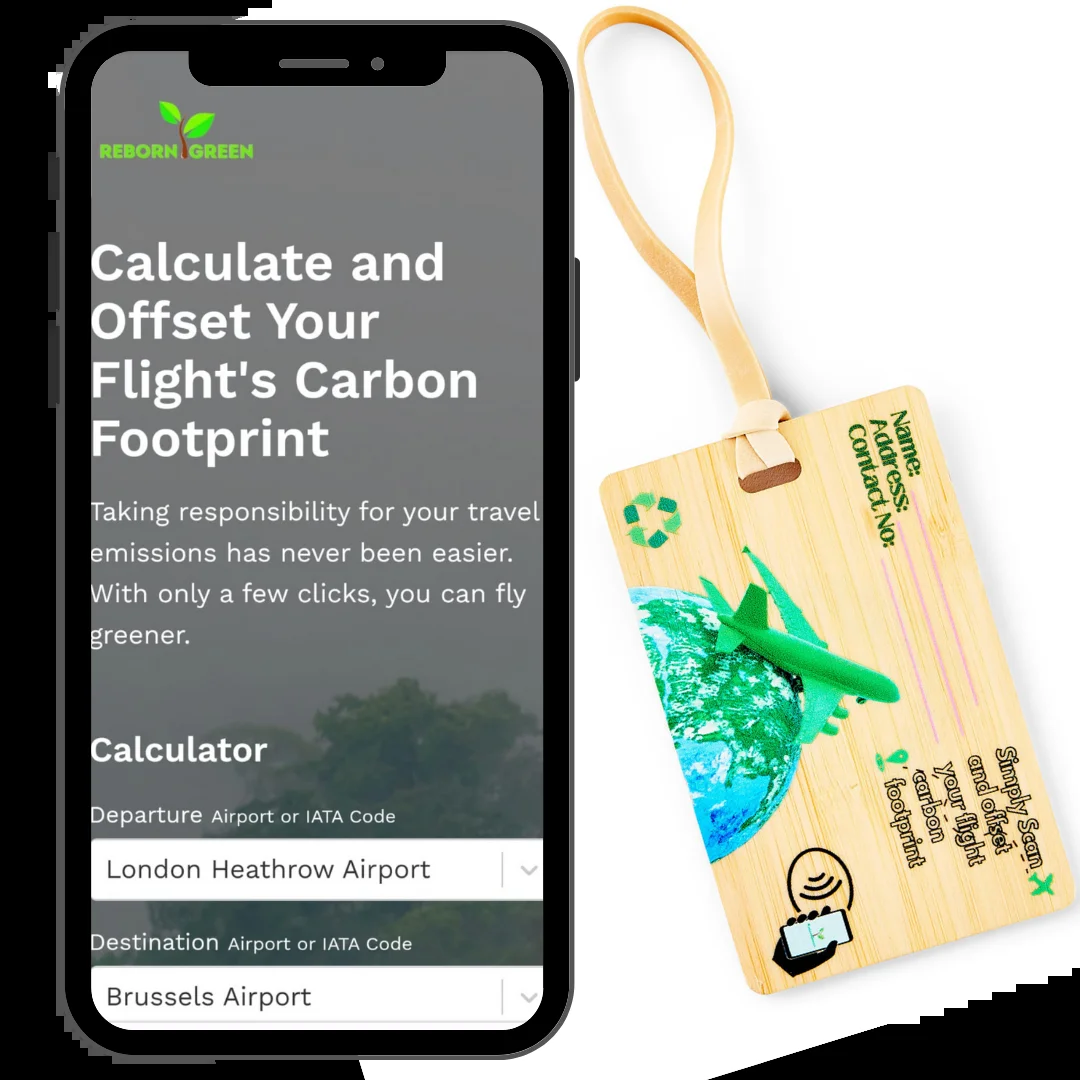 REBORN GREEN
Calculate and
Offset Your
Flight's Carbon
Footprint
Taking responsibility for your travel
emissions has never been easier.
With only a few clicks, you can fly
greener.
Calculator
Departure Airport or IATA Code
London Heathrow Airport
Destination Airport or IATA Code
Brussels Airport
Name:
Address:
Contact No:
Simply Scan
and offset
your flight
carbon
footprint